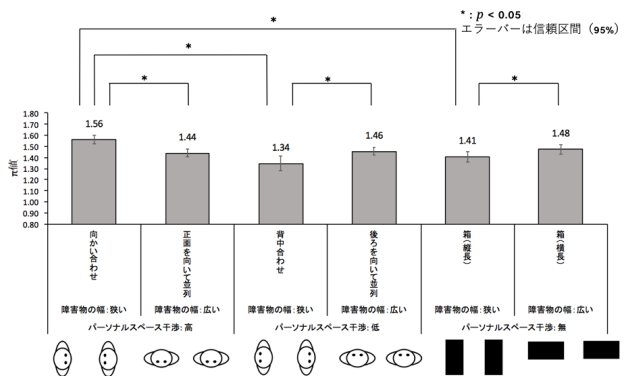 *
* : p < 0.05
エラーバーは信頼区間（95%）
*
*
*
*
1.80
1.70
1.60
1.50
1.40
1.30
1.20
1.10
1.00
0.90
0.80
π値
1.56
1.44
1.34
1.46
1.41
1.48
向かい合わせ
正面を向いて並列
背中合わせ
後ろを向いて並列
箱(縦長)
箱(横長)
障害物の幅:狭い
障害物の幅:広い
障害物の幅:狭い
障害物の幅:広い
障害物の幅:狭い
障害物の幅:広い
パーソナルスペース干渉: 高
パーソナルスペース干渉: 低
パーソナルスペース干渉: 無